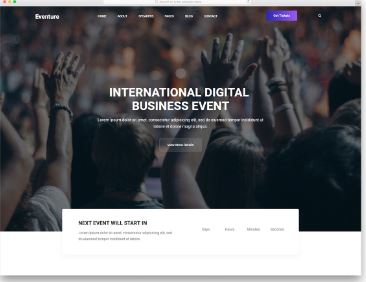 Eventure
HOME ABOUT SPEAKERS PAGES BLOG CONTACT
Get Tickets
INTERNATIONAL DIGITAL
BUSINESS EVENT
Lorem ipsum dolor sit amet, consectetur adipiscing elit, sed do eiusmod tempor incididunt ut
labore et dolore magna aliqua.
NEXT EVENT WILL START IN
Lorem ipsum dolor sit amet, consectetur adipiscing elit, sed
do eiusmod tempor incididunt ut labore.
Days Hours Minutes Seconds